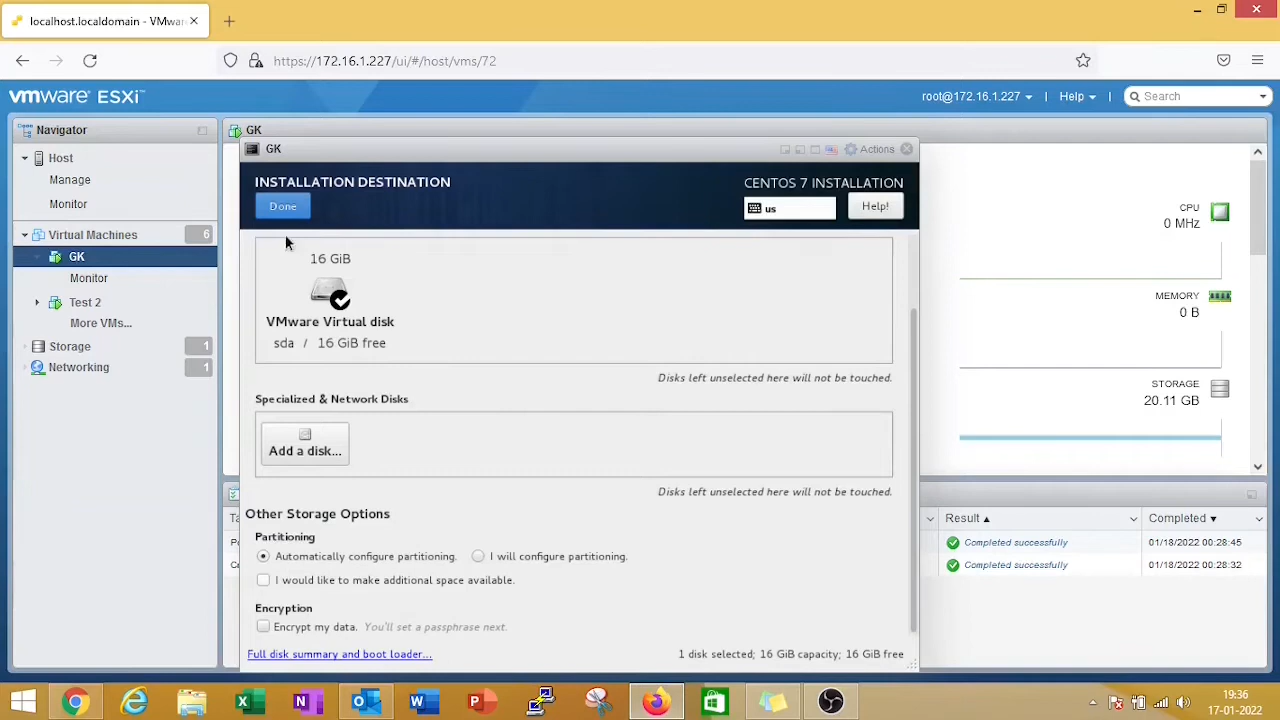 localhost.localdomain - VMwar
https://172.16.1.227/ui/#/host/vms/72
vmware ESXi™
root@172.16.1.227
Help
Search
Navigator
Host
Manage
Monitor
Virtual Machines
6
GK
Monitor
Test 2
More VMs...
Storage
1
Networking
1
GK
GK
Actions
INSTALLATION DESTINATION
CENTOS 7 INSTALLATION
Done
us
Help!
16 GiB
VMware Virtual disk
sda / 16 GiB free
Disks left unselected here will not be touched.
Specialized & Network Disks
Add a disk...
Disks left unselected here will not be touched.
Other Storage Options
Partitioning
Automatically configure partitioning.
I will configure partitioning.
I would like to make additional space available.
Encryption
Encrypt my data. You'll set a passphrase next.
Full disk summary and boot loader...
1 disk selected; 16 GiB capacity; 16 GiB free
CPU
0 MHz
MEMORY
0 B
STORAGE
20.11 GB
Result
Completed
Completed successfully
01/18/2022 00:28:45
Completed successfully
01/18/2022 00:28:32
19:36
17-01-2022